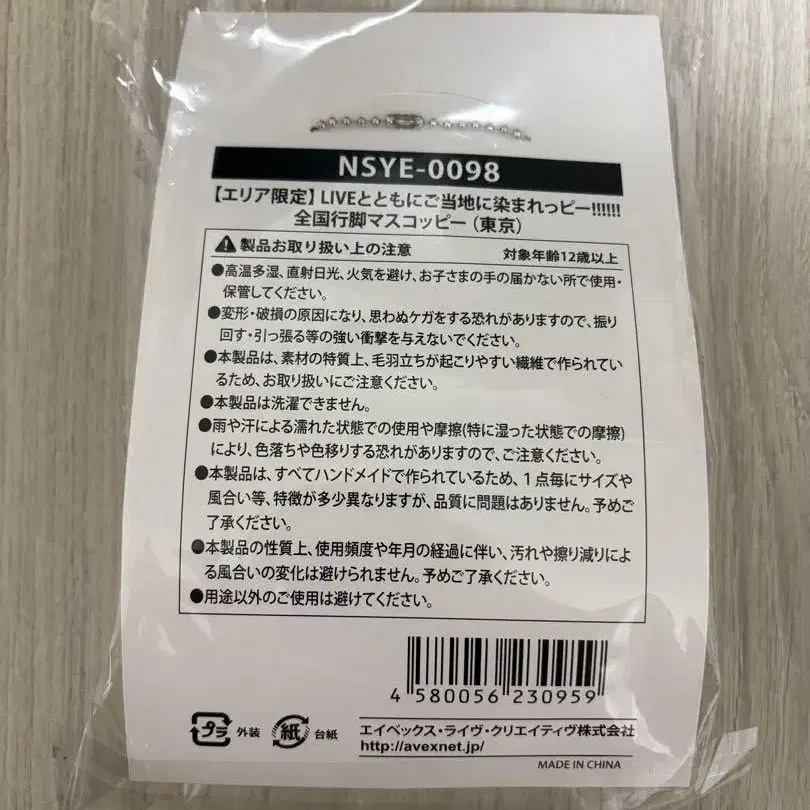 NSYE-0098
【エリア限定】LIVEとともにご当地に染まれっピー!!!!!!
全国行脚マスコッピー（東京）
製品お取り扱い上の注意 対象年齢12歳以上
●高温多湿、直射日光、火気を避け、お子さまの手の届かない所で使用・
保管してください。
●変形・破損の原因になり、思わぬケガをする恐れがありますので、振り
回す・引っ張る等の強い衝撃を与えないでください。
●本製品は、素材の特質上、毛羽立ちが起こりやすい繊維で作られてい
るため、お取り扱いにご注意ください。
●本製品は洗濯できません。
●雨や汗による濡れた状態での使用や摩擦(特に湿った状態での摩擦)
により、色落ちや色移りする恐れがありますので、ご注意ください。
●本製品は、すべてハンドメイドで作られているため、1点毎にサイズや
風合い等、特徴が多少異なりますが、品質に問題はありません。予めご
了承ください。
●本製品の性質上、使用頻度や年月の経過に伴い、汚れや擦り減りによ
る風合いの変化は避けられません。予めご了承ください。
●用途以外のご使用は避けてください。
4 580056 230959
プラ 外装 紙 台紙
エイベックス・ライヴ・クリエイティヴ株式会社
http://avexnet.jp/
MADE IN CHINA